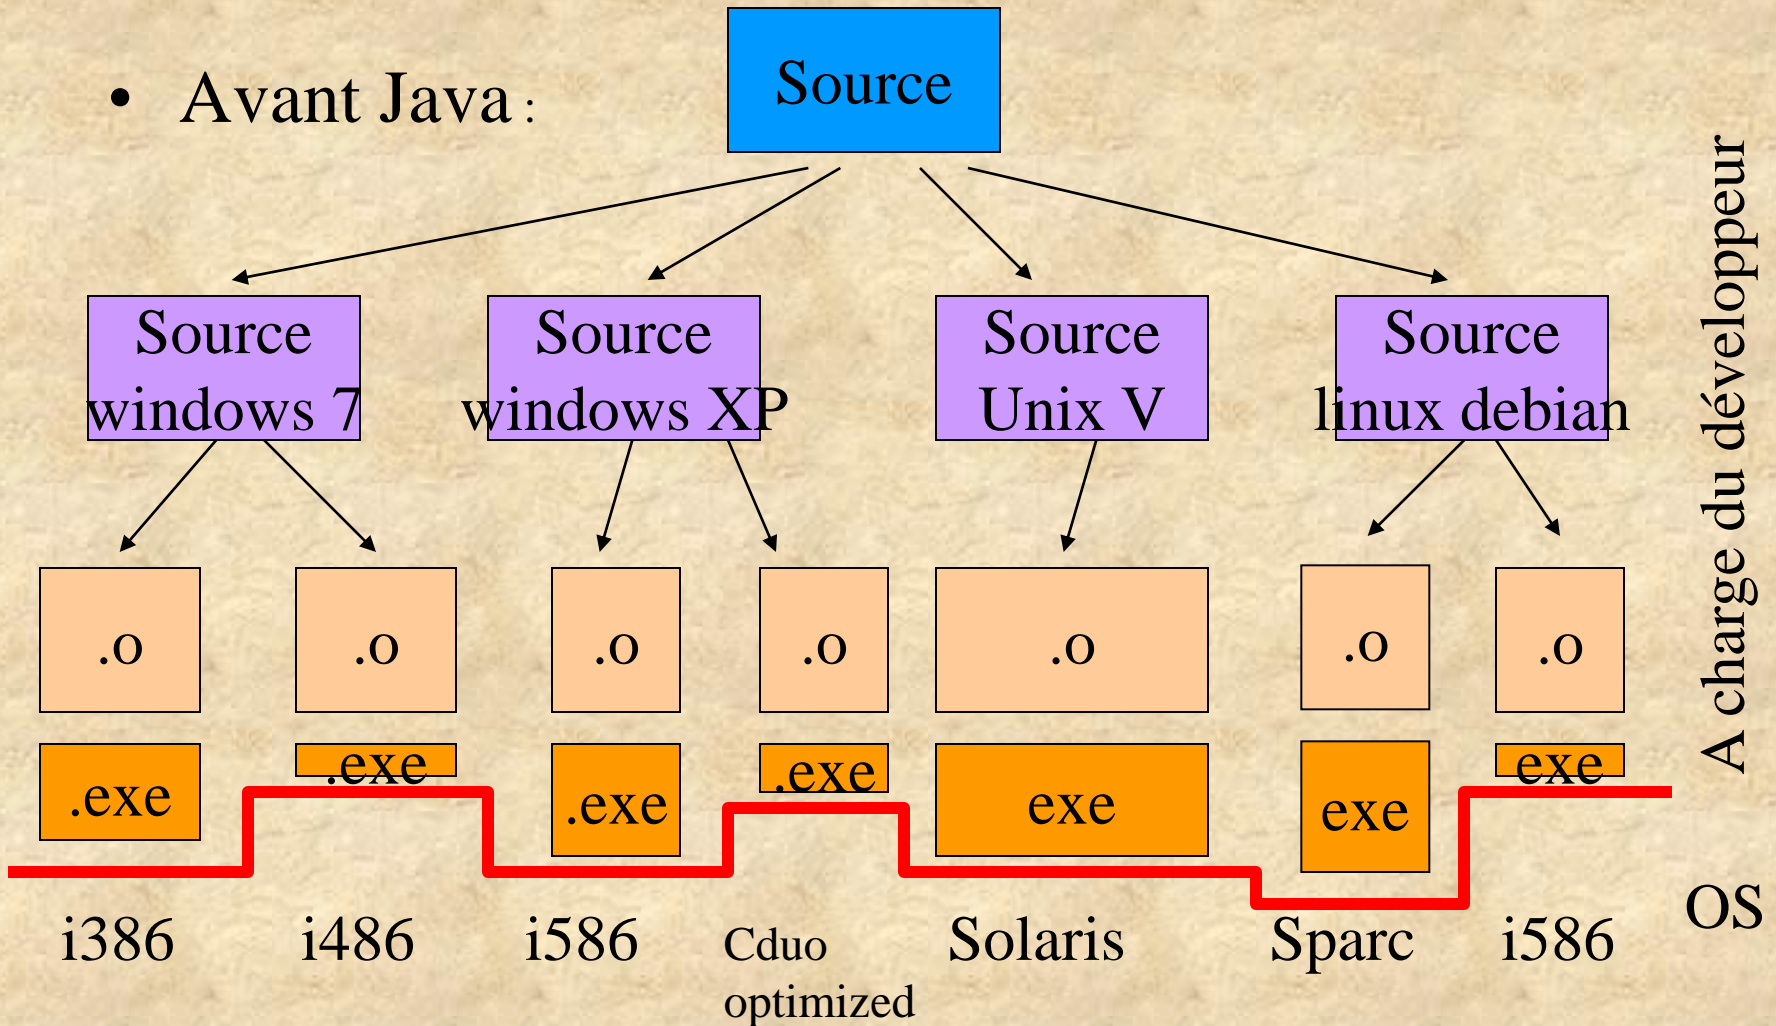 • Avant Java :
Source
A charge du développeur
Source
windows 7
Source
windows XP
Source
Unix V
Source
linux debian
.o
.o
.o
.o
.o
.o
.o
.exe
.exe
.exe
.exe
exe
exe
exe
OS
i386
i486
i586
Cduo
optimized
Solaris
Sparc
i586